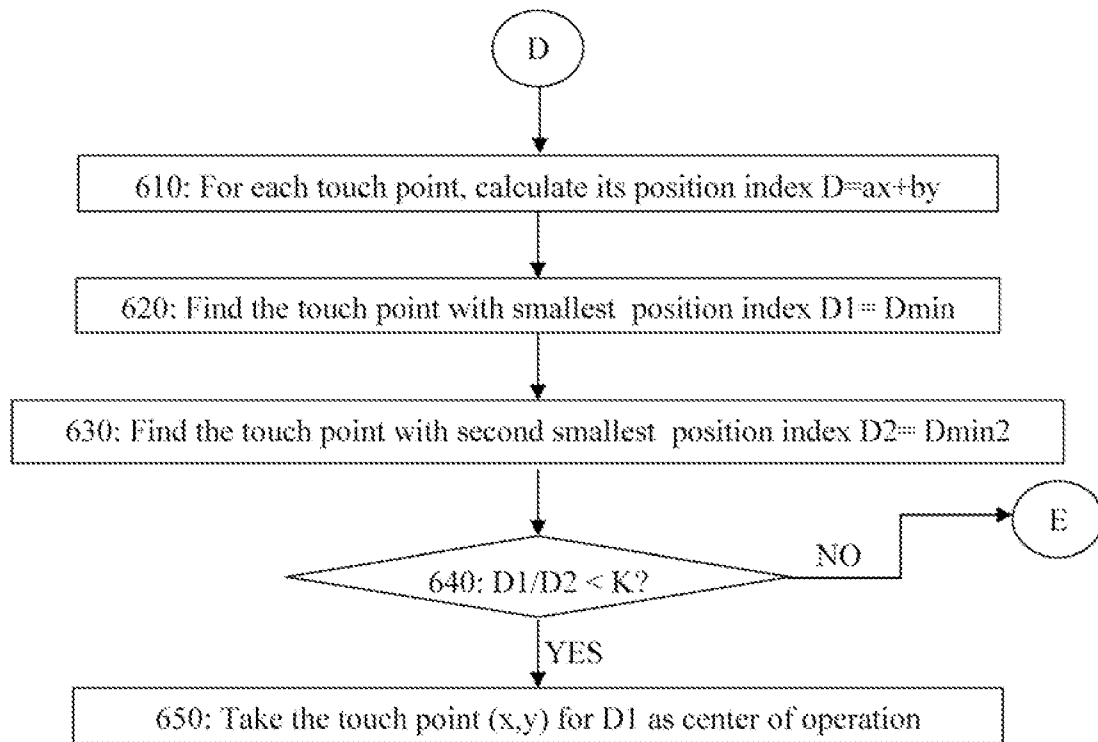 D
610: For each touch point, calculate its position index D=ax+by
620: Find the touch point with smallest position index D1= Dmin
630: Find the touch point with second smallest position index D2= Dmin2
E
NO
640: D1/D2 < K?
YES
650: Take the touch point (x,y) for D1 as center of operation